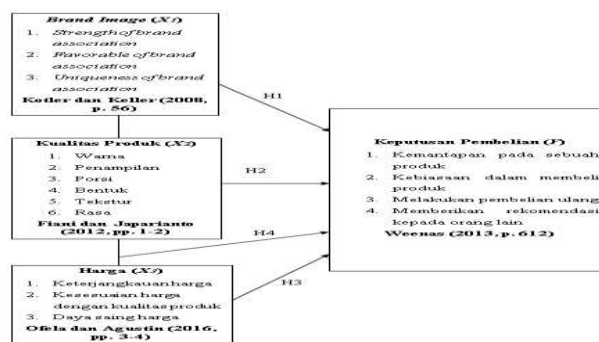 Brand Image (X1)
1. Strength of brand
association
2. Favorable of brand
association
3. Uniqueness of brand
association
Kotler dan Keller (2008,
p. 56)
H1
Kualitas Produk (X2)
1. Warna
2. Penampilan
3. Porsi
4. Bentuk
5. Tekstur
6. Rasa
Fiani dan Japarianto
(2012, pp. 1-2)
H2
H4
Harga (X3)
1. Keterjangkauan harga
2. Kesesuaian harga
dengan kualitas produk
3. Daya saing harga
Ofela dan Agustin (2016,
pp. 3-4)
H3
Keputusan Pembelian (Y)
1. Kemantapan pada sebuah
produk
2. Kebiasaan dalam membeli
produk
3. Melakukan pembelian ulang
4. Memberikan rekomendasi
kepada orang lain
Weenas (2013, p. 612)